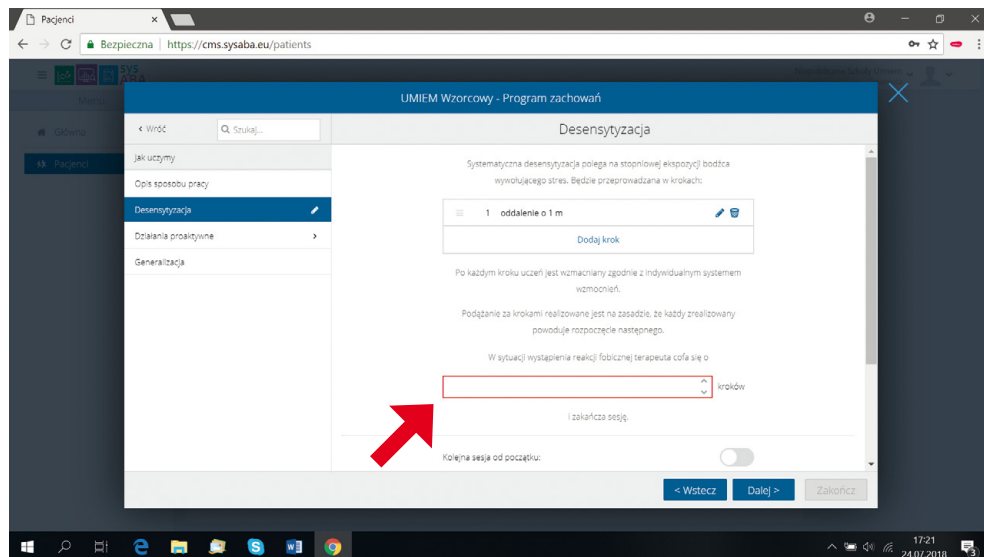 Pacjenci
Bezpieczna https://cms.sysaba.eu/patients
SYS
ABA
Menu
UMIEM Wzorcowy - Program zachowań
Główna
Pacjenci
< Wróć
Szukaj...
Desensytyzacja
Jak uczymy
Opis sposobu pracy
Desensytyzacja
Działania proaktywne
Generalizacja
Systematyczna desensytyzacja polega na stopniowej ekspozycji bodźca
wywołującego stres. Będzie przeprowadzana w krokach:
1 oddalenie o 1 m
Dodaj krok
Po każdym kroku uczeń jest wzmacniany zgodnie z indywidualnym systemem
wzmocnień.
Podążanie za krokami realizowane jest na zasadzie, że każdy zrealizowany
powoduje rozpoczęcie następnego.
W sytuacji wystąpienia reakcji fobicznej terapeuta cofa się o
kroków
i zakańcza sesję.
Kolejna sesja od początku:
< Wstecz
Dalej >
Zakończ
17:21
24.07.2018